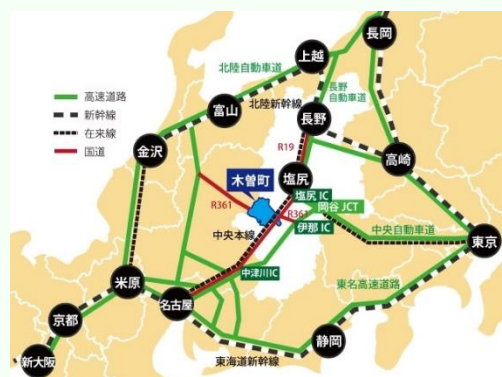 高速道路
新幹線
在来線
国道
北陸自動車道
上越
長岡
富山
北陸新幹線
長野
自動車道
長野
金沢
R19
高崎
木曽町
塩尻
塩尻 IC
R361
R361
岡谷 JCT
伊那 IC
中央本線
中央自動車道
東京
米原
中津川IC
名古屋
東名高速道路
京都
静岡
新大阪
東海道新幹線